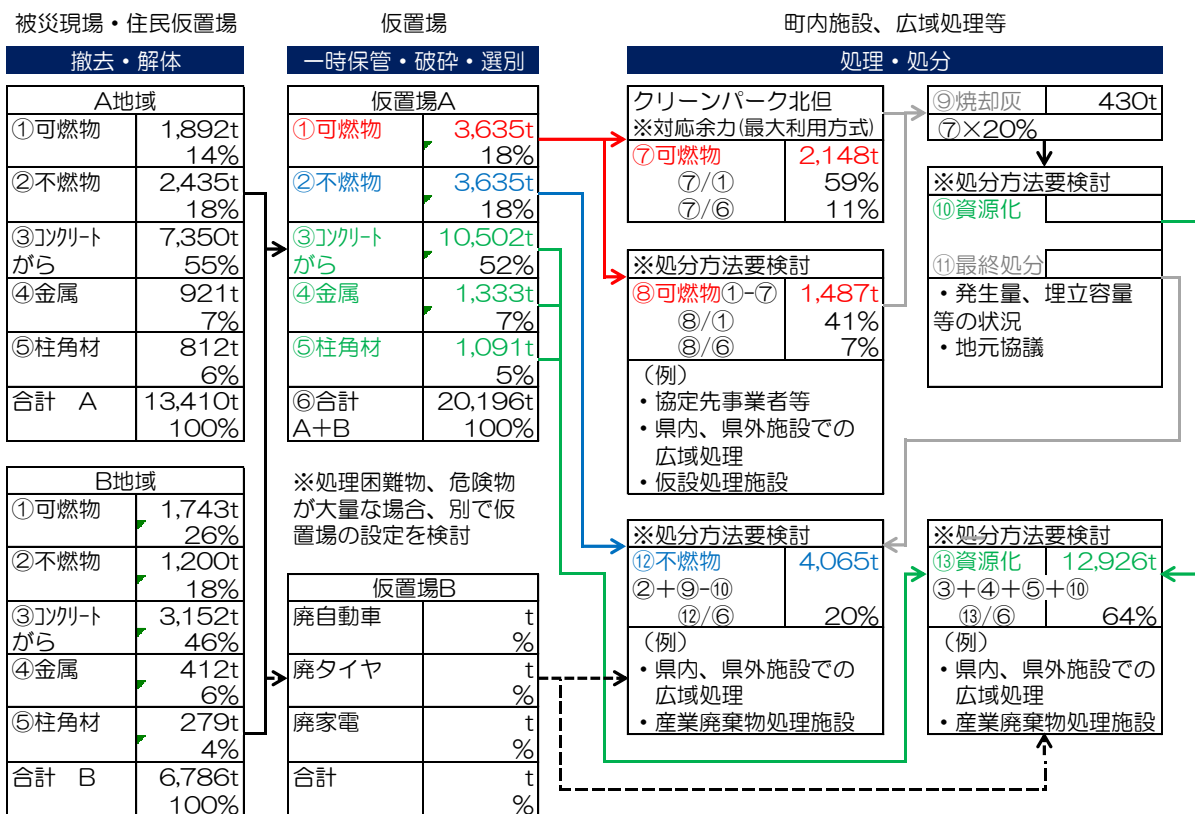 被災現場・住民仮置場
撤去・解体
A地域
①可燃物 1,892t
14%
②不燃物 2,435t
18%
③コンクリート 7,350t
がら 55%
④金属 921t
7%
⑤柱角材 812t
6%
合計 A 13,410t
100%
B地域
①可燃物 1,743t
26%
②不燃物 1,200t
18%
③コンクリート 3,152t
がら 46%
④金属 412t
6%
⑤柱角材 279t
4%
合計 B 6,786t
100%
仮置場
一時保管・破砕・選別
仮置場A
①可燃物 3,635t
18%
②不燃物 3,635t
18%
③コンクリート 10,502t
がら 52%
④金属 1,333t
7%
⑤柱角材 1,091t
5%
⑥合計 20,196t
A+B 100%
※処理困難物、危険物
が大量な場合、別で仮
置場の設定を検討
仮置場B
廃自動車 t
%
廃タイヤ t
%
廃家電 t
%
合計 t
%
町内施設、広域処理等
処理・処分
クリーンパーク北但
※対応余力(最大利用方式)
⑦可燃物 2,148t
⑦/① 59%
⑦/⑥ 11%
※処分方法要検討
⑧可燃物①-⑦ 1,487t
⑧/① 41%
⑧/⑥ 7%
（例）
・協定先事業者等
・県内、県外施設での
広域処理
・仮設処理施設
⑨焼却灰 430t
⑦×20%
※処分方法要検討
⑩資源化
⑪最終処分
・発生量、埋立容量
等の状況
・地元協議
※処分方法要検討
⑫不燃物 4,065t
②+⑨-⑩
⑫/⑥ 20%
（例）
・県内、県外施設での
広域処理
・産業廃棄物処理施設
※処分方法要検討
⑬資源化 12,926t
③+④+⑤+⑩
⑬/⑥ 64%
（例）
・県内、県外施設での
広域処理
・産業廃棄物処理施設